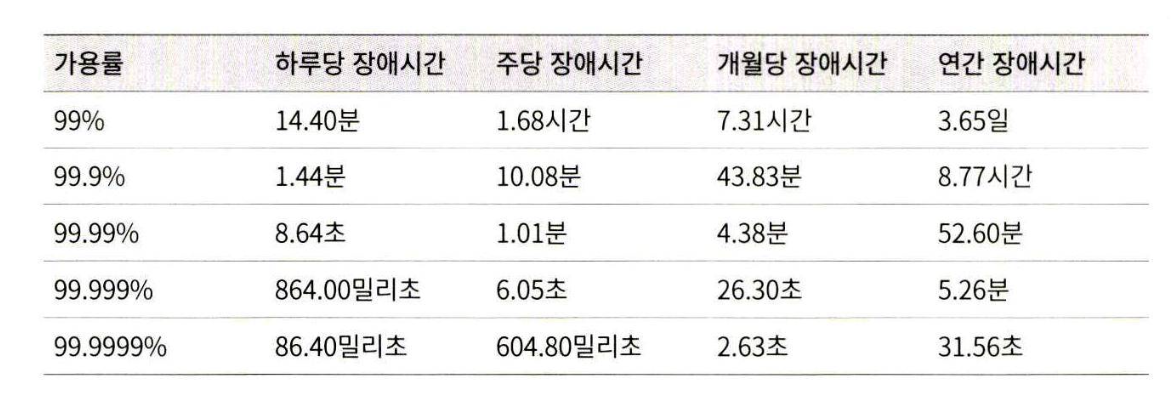 가용률 하루당 장애시간 주당 장애시간 개월당 장애시간 연간 장애시간
99% 14.40분 1.68시간 7.31시간 3.65일
99.9% 1.44분 10.08분 43.83분 8.77시간
99.99% 8.64초 1.01분 4.38분 52.60분
99.999% 864.00밀리초 6.05초 26.30초 5.26분
99.9999% 86.40밀리초 604.80밀리초 2.63초 31.56초